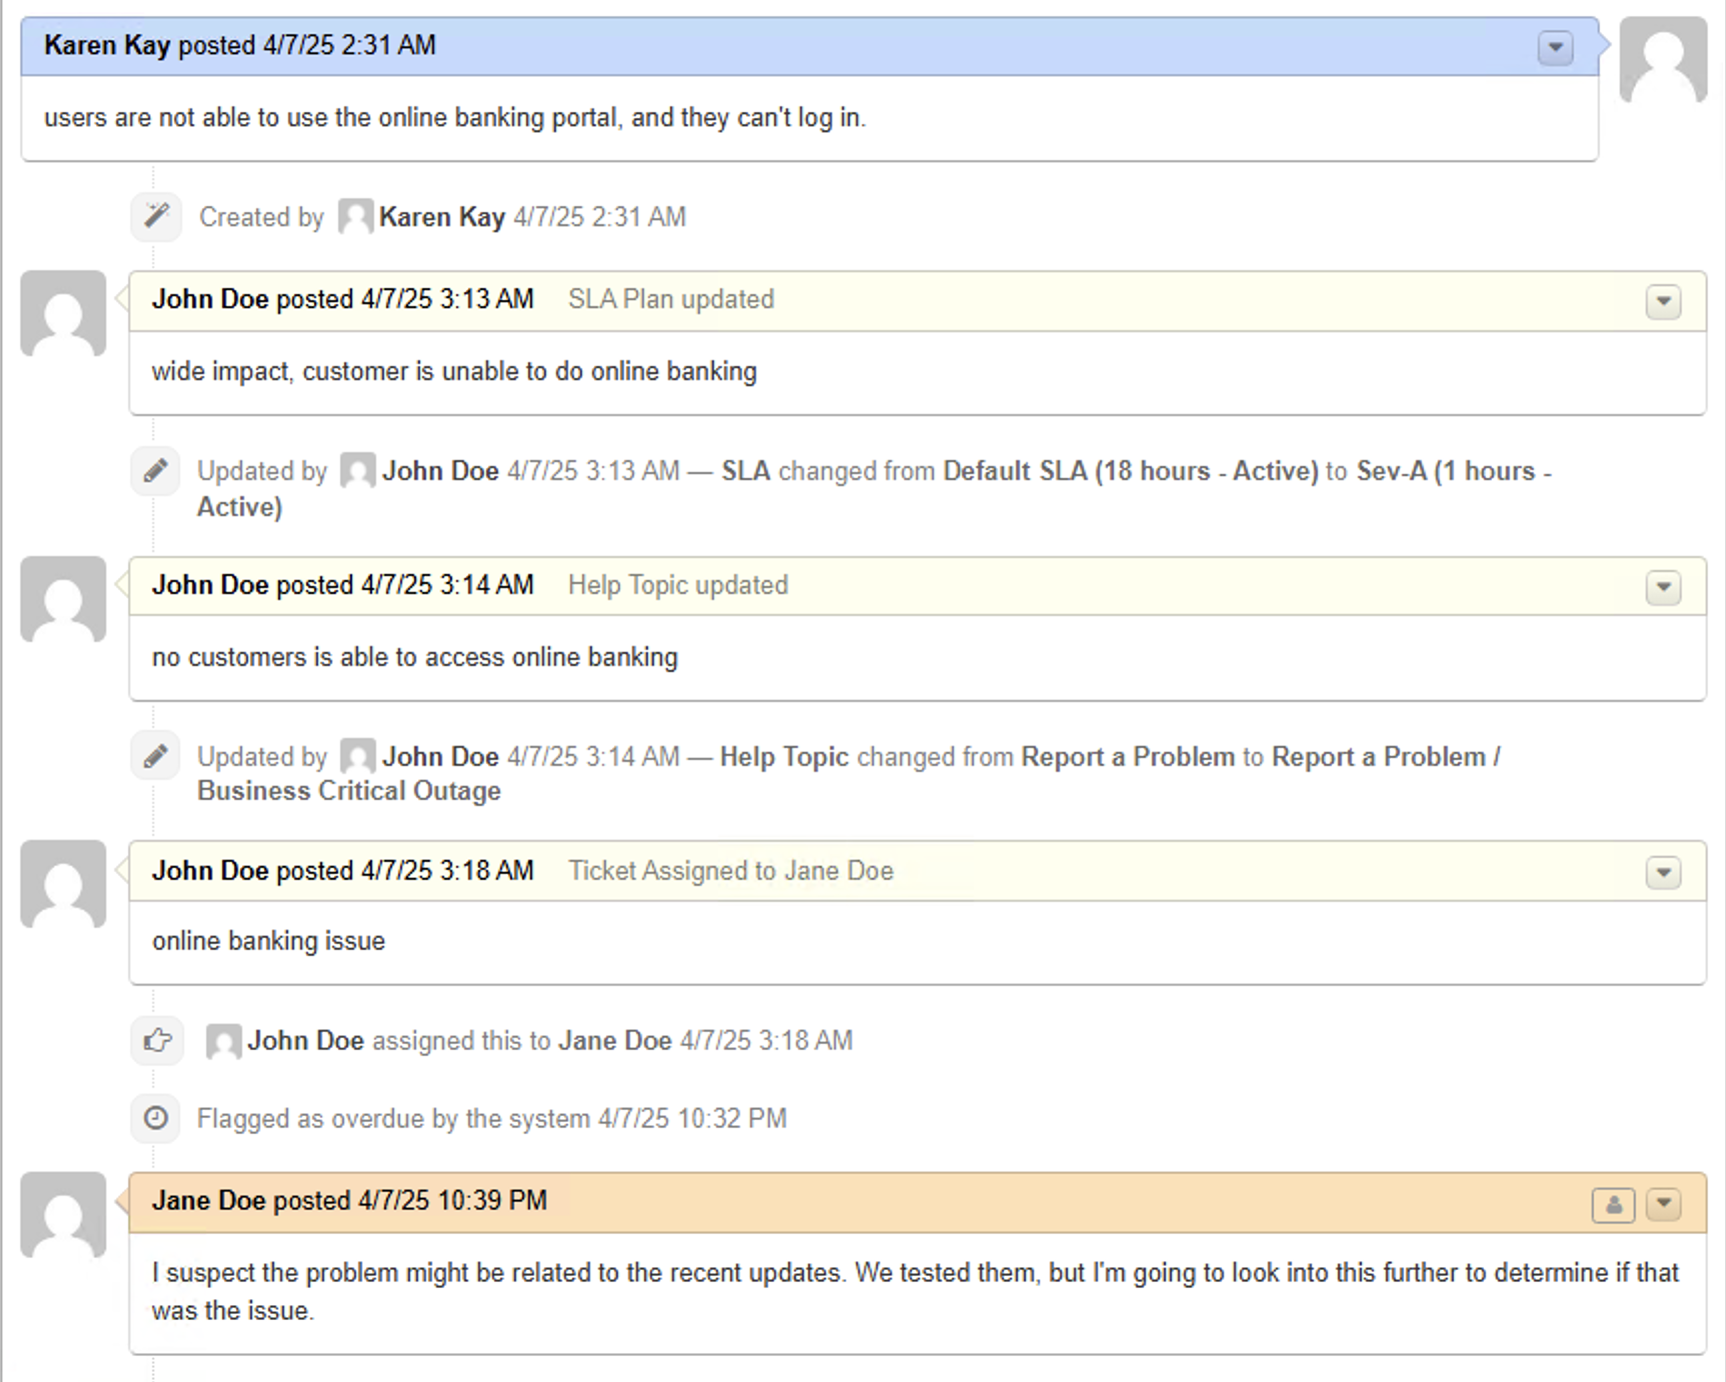 Karen Kay posted 4/7/25 2:31 AM
users are not able to use the online banking portal, and they can't log in.
Created by Karen Kay 4/7/25 2:31 AM
John Doe posted 4/7/25 3:13 AM SLA Plan updated
wide impact, customer is unable to do online banking
Updated by John Doe 4/7/25 3:13 AM — SLA changed from Default SLA (18 hours - Active) to Sev-A (1 hours -
Active)
John Doe posted 4/7/25 3:14 AM Help Topic updated
no customers is able to access online banking
Updated by John Doe 4/7/25 3:14 AM — Help Topic changed from Report a Problem to Report a Problem /
Business Critical Outage
John Doe posted 4/7/25 3:18 AM Ticket Assigned to Jane Doe
online banking issue
John Doe assigned this to Jane Doe 4/7/25 3:18 AM
Flagged as overdue by the system 4/7/25 10:32 PM
Jane Doe posted 4/7/25 10:39 PM
I suspect the problem might be related to the recent updates. We tested them, but I'm going to look into this further to determine if that
was the issue.